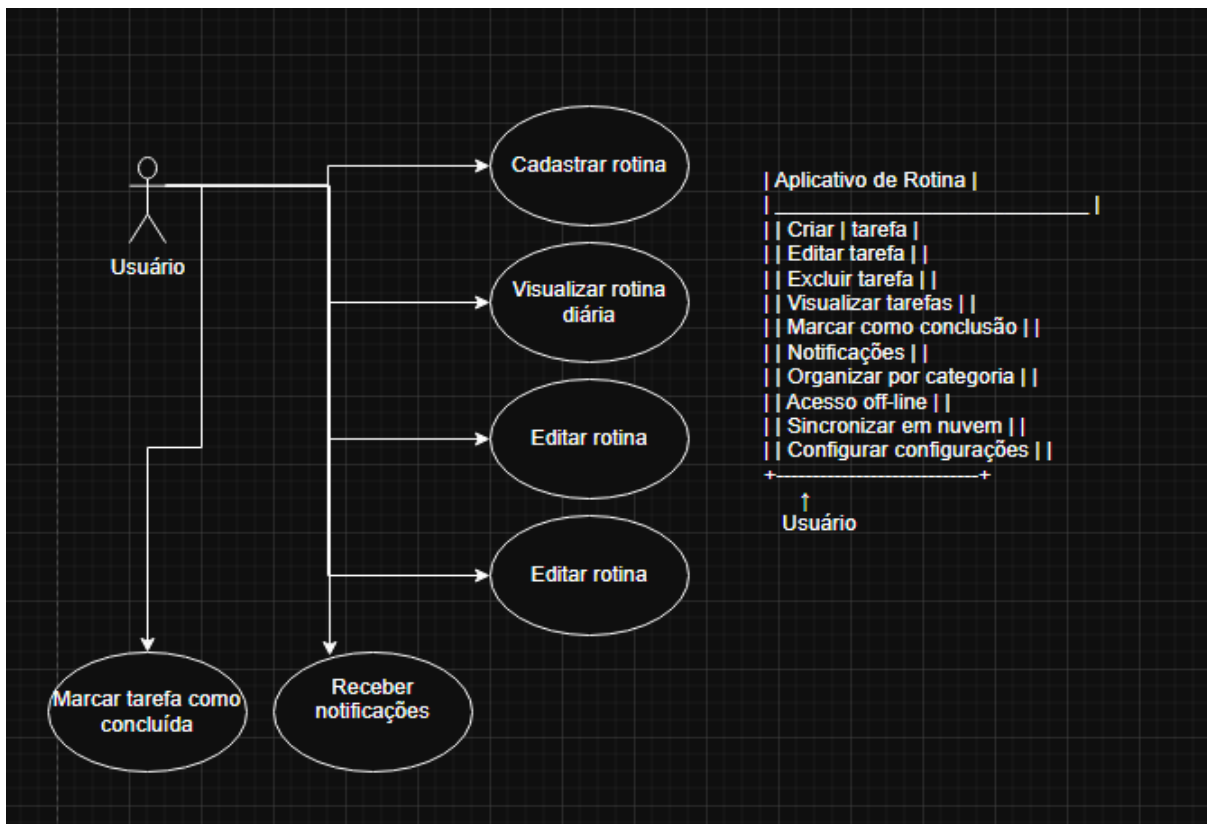 Usuário
Cadastrar rotina
Visualizar rotina
diária
Editar rotina
Editar rotina
Marcar tarefa como
concluída
Receber
notificações
| Aplicativo de Rotina |
| ____________________________ |
| | Criar | tarefa |
| | Editar tarefa | |
| | Excluir tarefa | |
| | Visualizar tarefas | |
| | Marcar como conclusão | |
| | Notificações | |
| | Organizar por categoria | |
| | Acesso off-line | |
| | Sincronizar em nuvem | |
| | Configurar configurações | |
+----------------------------+
↑
Usuário